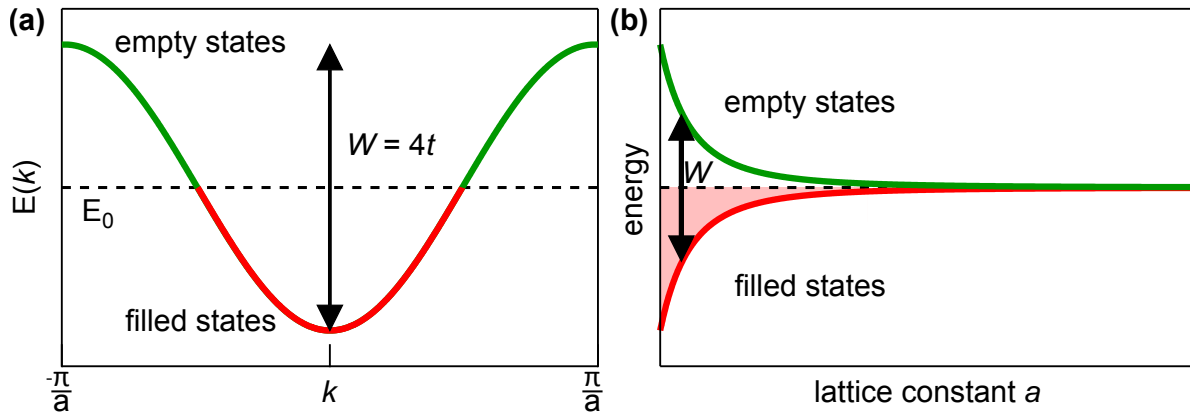 (a)
empty states
W = 4t
E(k)
E₀
filled states
-π/a
k
π/a
(b)
empty states
W
energy
filled states
lattice constant a